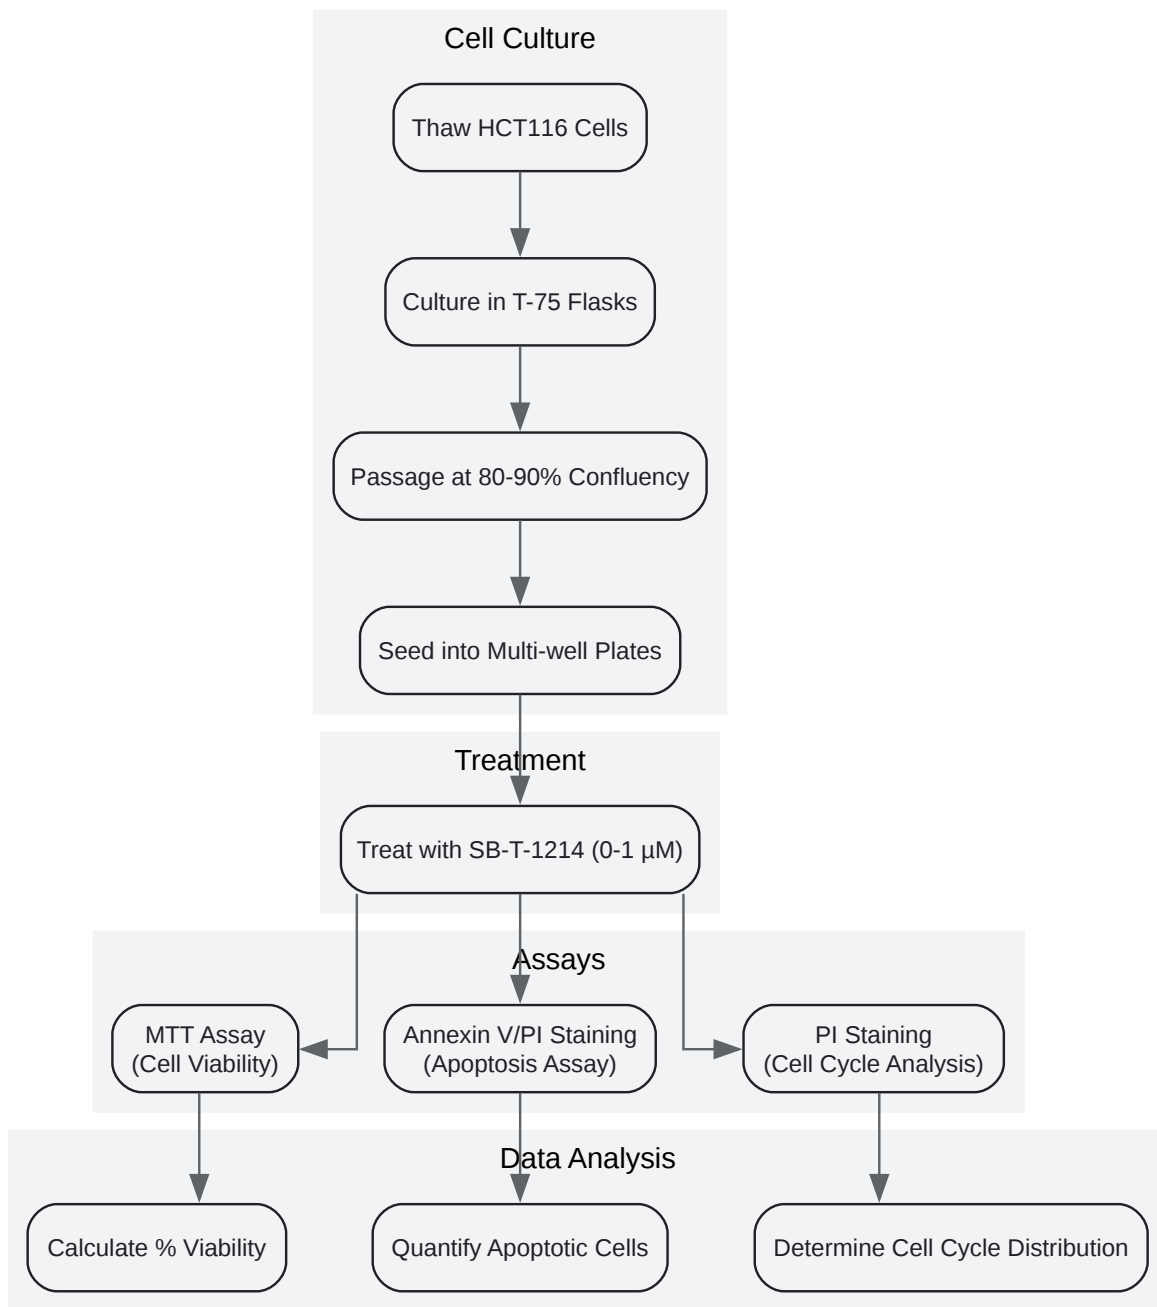 Cell Culture
Thaw HCT116 Cells
Culture in T-75 Flasks
Passage at 80-90% Confluency
Seed into Multi-well Plates
Treatment
Treat with SB-T-1214 (0-1 µM)
Assays
MTT Assay
(Cell Viability)
Annexin V/PI Staining
(Apoptosis Assay)
PI Staining
(Cell Cycle Analysis)
Data Analysis
Calculate % Viability
Quantify Apoptotic Cells
Determine Cell Cycle Distribution